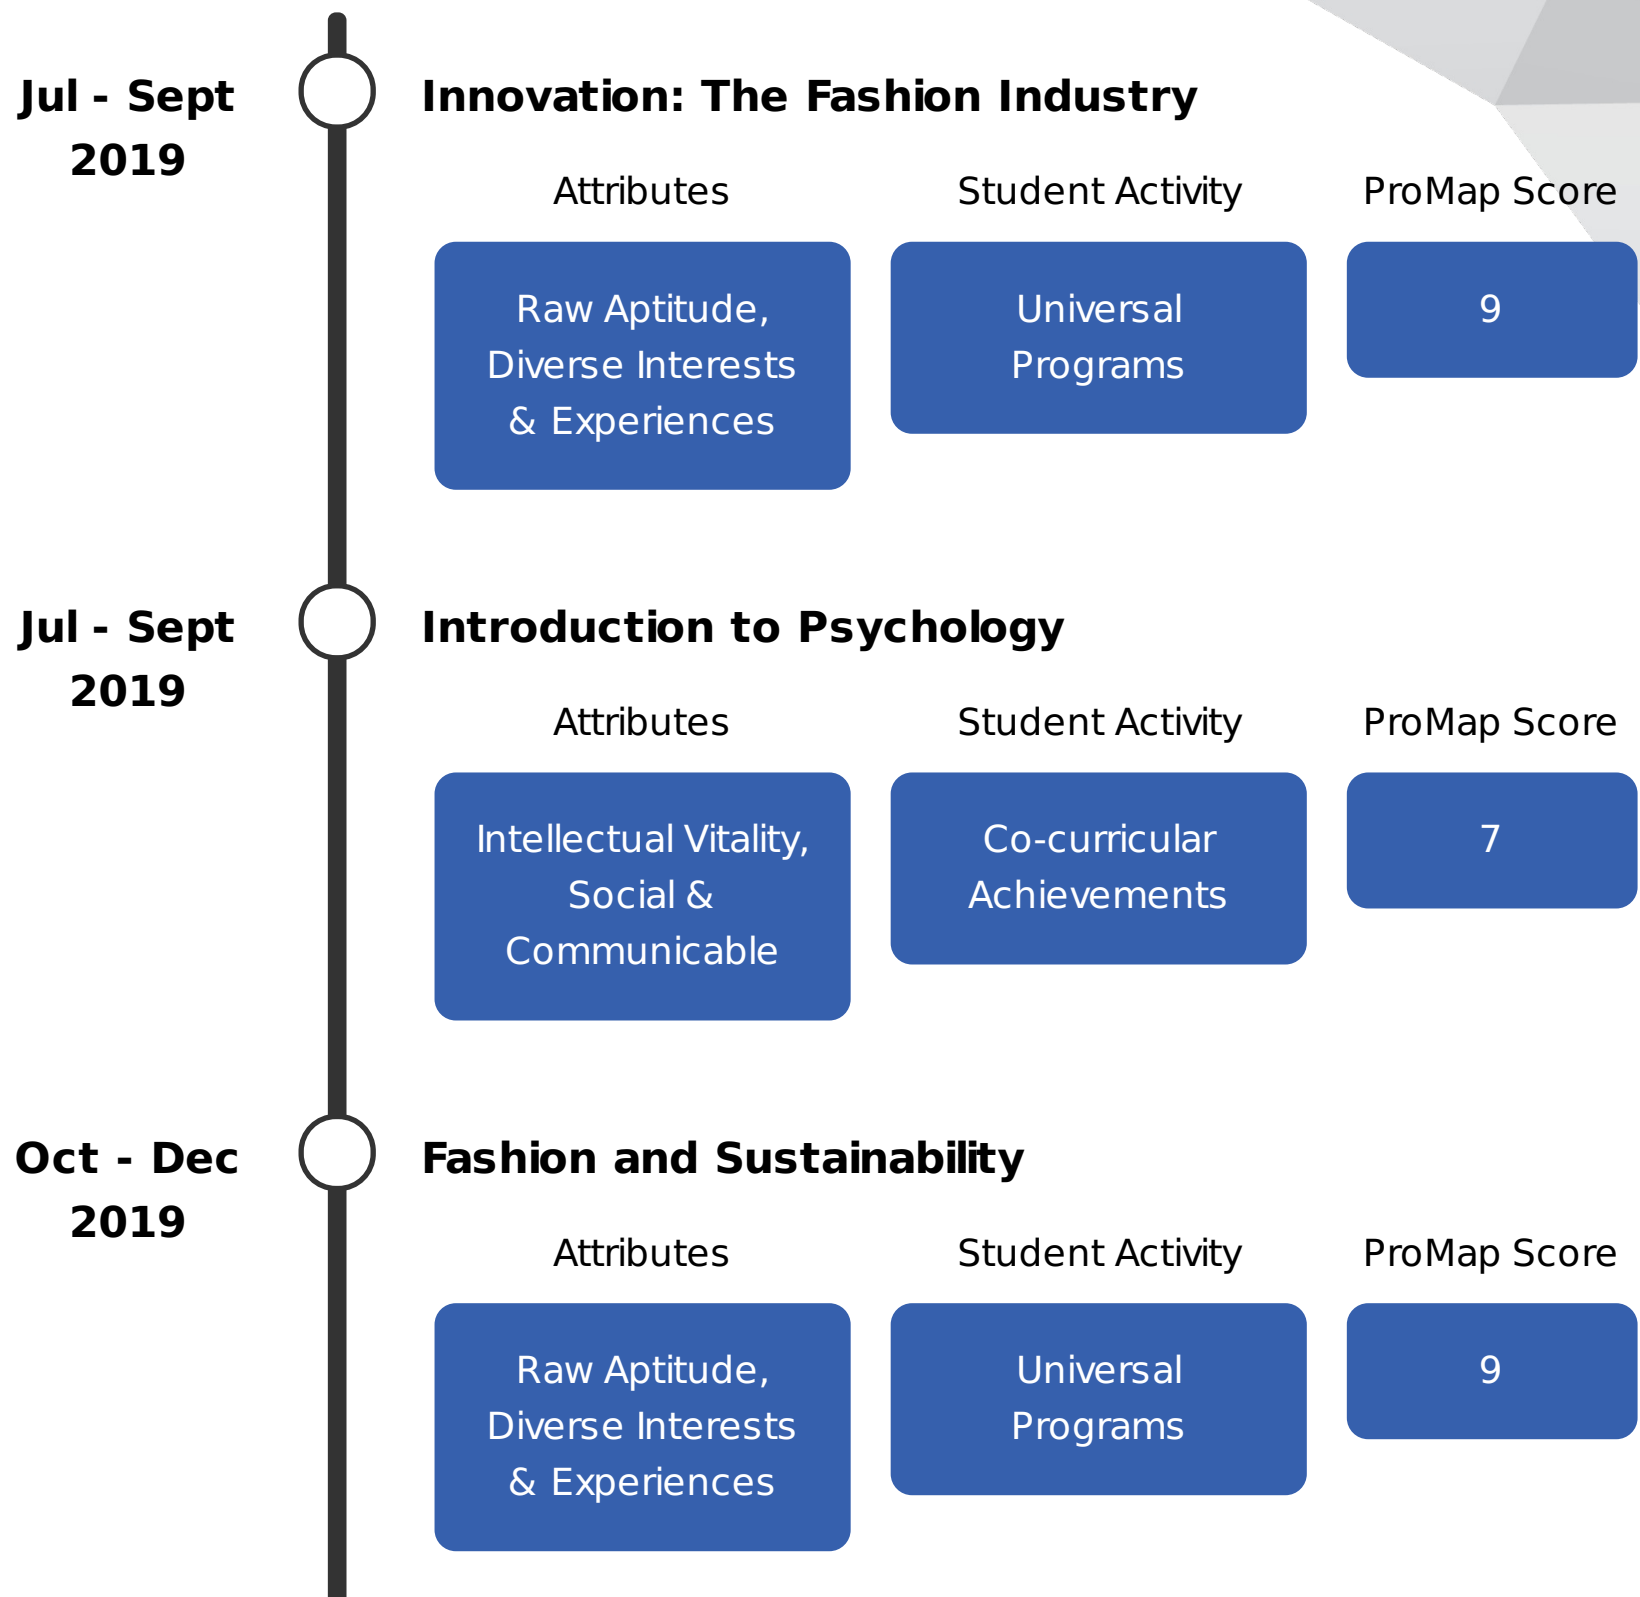 Jul - Sept
2019
Innovation: The Fashion Industry
Attributes
Student Activity
ProMap Score
Raw Aptitude,
Diverse Interests
& Experiences
Universal
Programs
9
Jul - Sept
2019
Introduction to Psychology
Attributes
Student Activity
ProMap Score
Intellectual Vitality,
Social &
Communicable
Co-curricular
Achievements
7
Oct - Dec
2019
Fashion and Sustainability
Attributes
Student Activity
ProMap Score
Raw Aptitude,
Diverse Interests
& Experiences
Universal
Programs
9